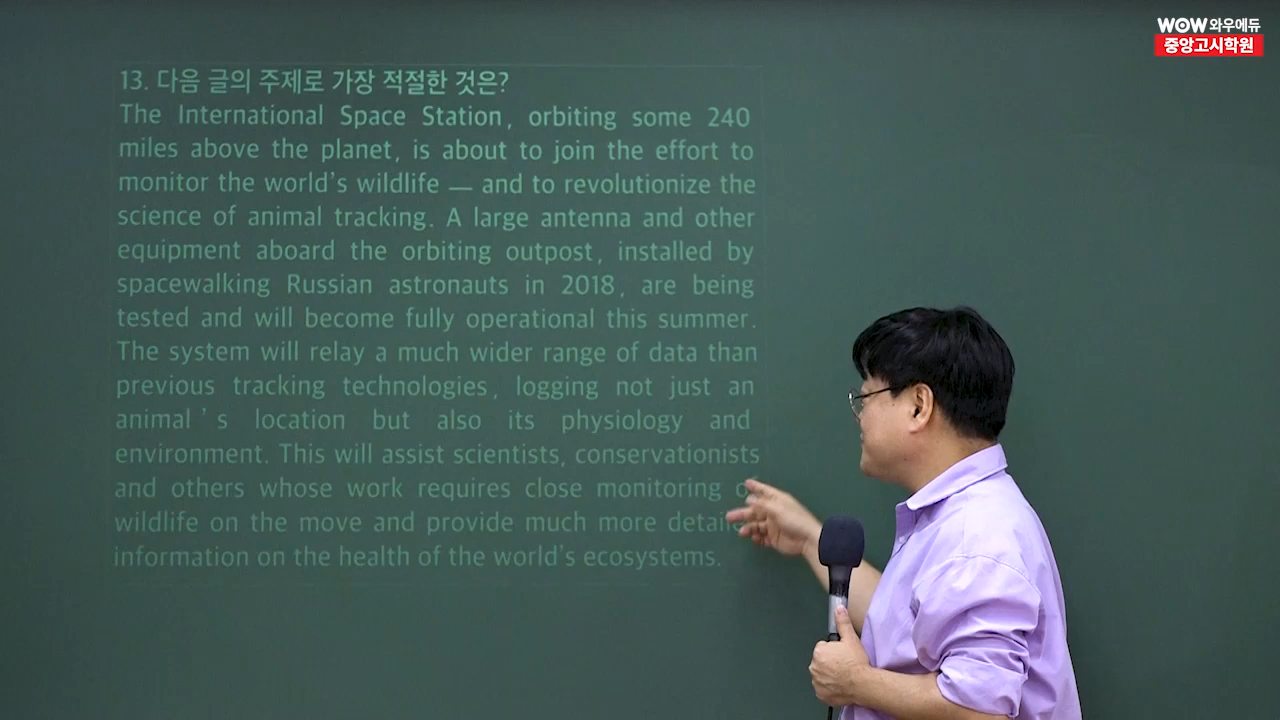 WOW와우에듀
중앙고시학원
13. 다음 글의 주제로 가장 적절한 것은?
The International Space Station, orbiting some 240
miles above the planet, is about to join the effort to
monitor the world's wildlife — and to revolutionize the
science of animal tracking. A large antenna and other
equipment aboard the orbiting outpost, installed by
spacewalking Russian astronauts in 2018, are being
tested and will become fully operational this summer.
The system will relay a much wider range of data than
previous tracking technologies, logging not just an
animal's location but also its physiology and
environment. This will assist scientists, conservationists
and others whose work requires close monitoring
wildlife on the move and provide much more
information on the health of the world's ecosystems.